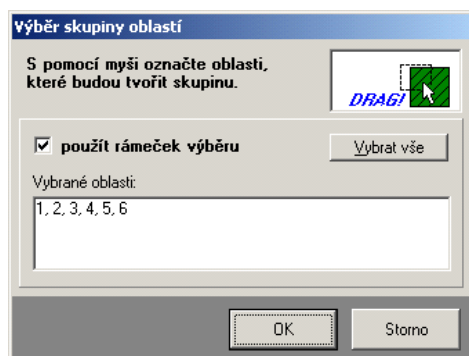 Výběr skupiny oblastí
S pomocí myši označte oblasti,
které budou tvořit skupinu.
DRAG!
použít rámeček výběru
Vybrat vše
Vybrané oblasti:
1, 2, 3, 4, 5, 6
OK
Storno